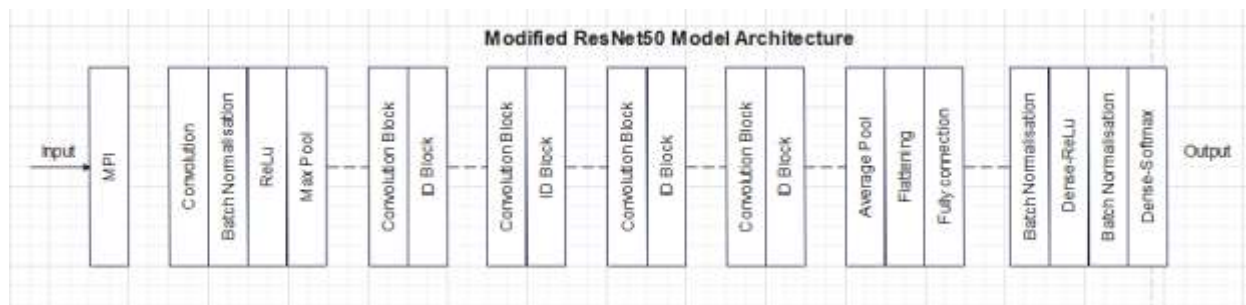 Modified ResNet50 Model Architecture
Input
MPI
Convolution
Batch Normalisation
ReLu
Max Pool
Convolution Block
ID Block
Convolution Block
ID Block
Convolution Block
ID Block
Convolution Block
ID Block
Average Pool
Flattening
Fully connection
Batch Normalisation
Dense-ReLu
Batch Normalisation
Dense-Softmax
Output